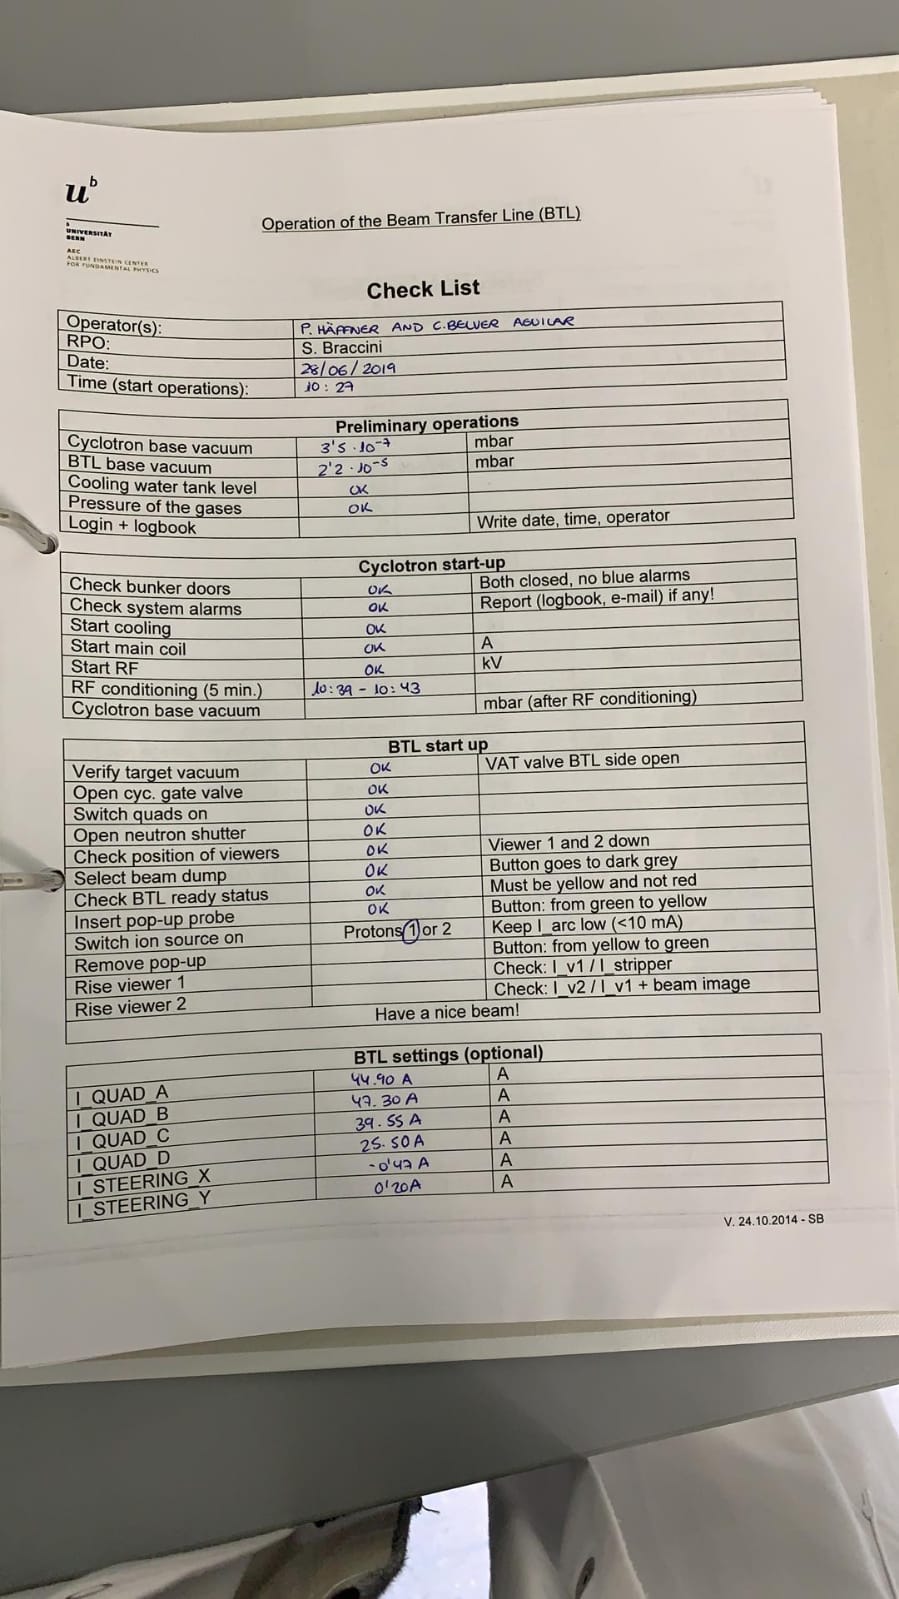 u^b
b
UNIVERSITÄT
BERN
AEC
ALBERT EINSTEIN CENTER
FOR FUNDAMENTAL PHYSICS
Operation of the Beam Transfer Line (BTL)
Check List
Operator(s): P. HÄFFNER AND C. BELVER AGUILAR
RPO: S. Braccini
Date: 28/06/2019
Time (start operations): 10:27
Preliminary operations
Cyclotron base vacuum 3'5 · 10⁻⁷ mbar
BTL base vacuum 2'2 · 10⁻⁵ mbar
Cooling water tank level OK
Pressure of the gases OK
Login + logbook Write date, time, operator
Cyclotron start-up
Check bunker doors OK Both closed, no blue alarms
Check system alarms OK Report (logbook, e-mail) if any!
Start cooling OK
Start main coil OK A
Start RF OK kV
RF conditioning (5 min.) 10:39 - 10:43
Cyclotron base vacuum mbar (after RF conditioning)
BTL start up
Verify target vacuum OK VAT valve BTL side open
Open cyc. gate valve OK
Switch quads on OK
Open neutron shutter OK
Check position of viewers OK Viewer 1 and 2 down
Select beam dump OK Button goes to dark grey
Check BTL ready status OK Must be yellow and not red
Insert pop-up probe OK Button: from green to yellow
Switch ion source on Protons 1 or 2 Keep I_arc low (<10 mA)
Remove pop-up Button: from yellow to green
Rise viewer 1 Check: I_v1 / I_stripper
Rise viewer 2 Check: I_v2 / I_v1 + beam image
Have a nice beam!
BTL settings (optional)
I_QUAD_A 44.90 A A
I_QUAD_B 47.30 A A
I_QUAD_C 39.55 A A
I_QUAD_D 25.50 A A
I_STEERING_X -0'47 A A
I_STEERING_Y 0'20 A A
V. 24.10.2014 - SB